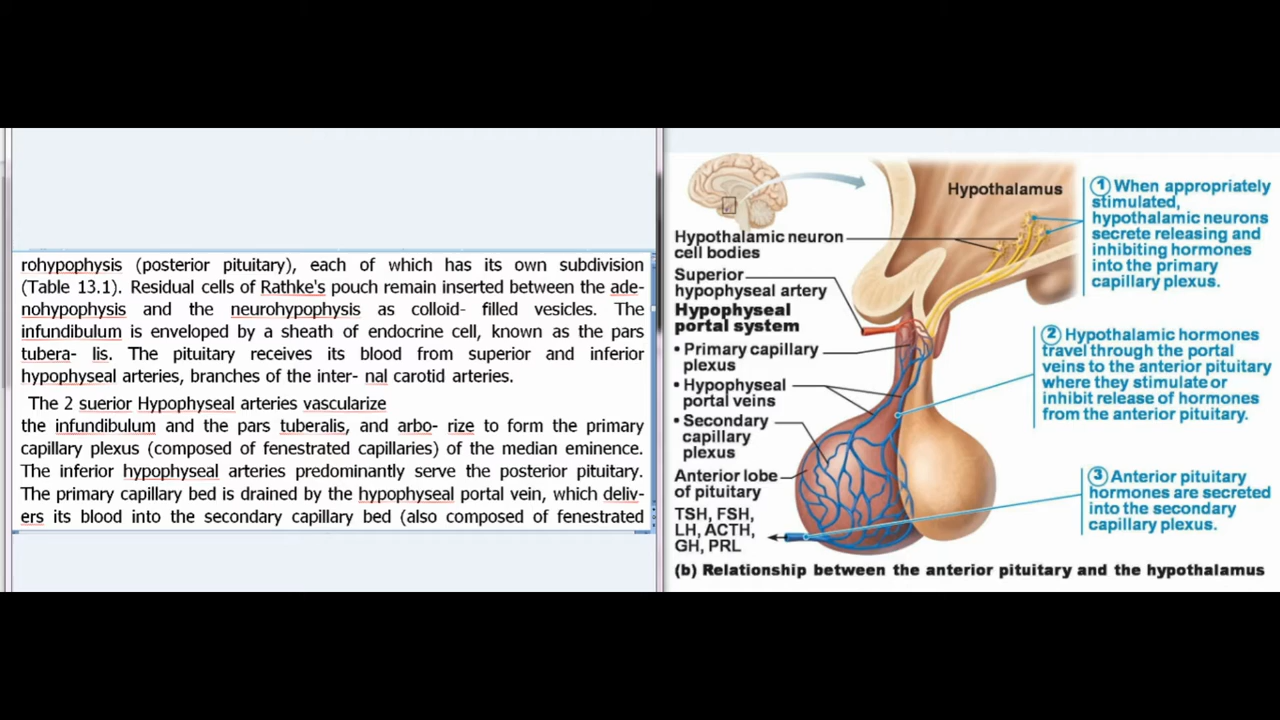 rohypophysis (posterior pituitary), each of which has its own subdivision
(Table 13.1). Residual cells of Rathke's pouch remain inserted between the ade-
nohypophysis and the neurohypophysis as colloid- filled vesicles. The
infundibulum is enveloped by a sheath of endocrine cell, known as the pars
tubera- lis. The pituitary receives its blood from superior and inferior
hypophyseal arteries, branches of the inter- nal carotid arteries.
The 2 suerior Hypophyseal arteries vascularize
the infundibulum and the pars tuberalis, and arbo- rize to form the primary
capillary plexus (composed of fenestrated capillaries) of the median eminence.
The inferior hypophyseal arteries predominantly serve the posterior pituitary.
The primary capillary bed is drained by the hypophyseal portal vein, which deliv-
ers its blood into the secondary capillary bed (also composed of fenestrated
Hypothalamus
Hypothalamic neuron
cell bodies
Superior
hypophyseal artery
Hypophyseal
portal system
• Primary capillary
plexus
• Hypophyseal
portal veins
• Secondary
capillary
plexus
Anterior lobe
of pituitary
TSH, FSH,
LH, ACTH,
GH, PRL
1 When appropriately
stimulated,
hypothalamic neurons
secrete releasing and
inhibiting hormones
into the primary
capillary plexus.
2 Hypothalamic hormones
travel through the portal
veins to the anterior pituitary
where they stimulate or
inhibit release of hormones
from the anterior pituitary.
3 Anterior pituitary
hormones are secreted
into the secondary
capillary plexus.
(b) Relationship between the anterior pituitary and the hypothalamus